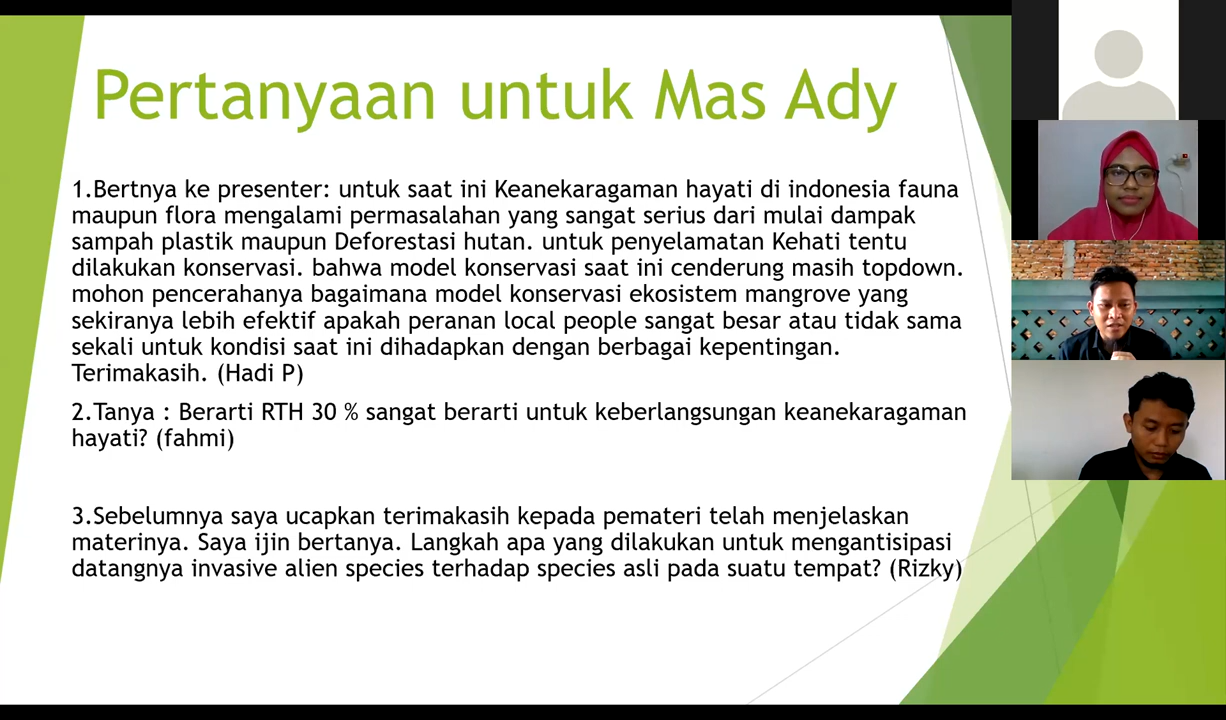 Pertanyaan untuk Mas Ady
1.Bertnya ke presenter: untuk saat ini Keanekaragaman hayati di indonesia fauna
maupun flora mengalami permasalahan yang sangat serius dari mulai dampak
sampah plastik maupun Deforestasi hutan. untuk penyelamatan Kehati tentu
dilakukan konservasi. bahwa model konservasi saat ini cenderung masih topdown.
mohon pencerahanya bagaimana model konservasi ekosistem mangrove yang
sekiranya lebih efektif apakah peranan local people sangat besar atau tidak sama
sekali untuk kondisi saat ini dihadapkan dengan berbagai kepentingan.
Terimakasih. (Hadi P)
2.Tanya : Berarti RTH 30 % sangat berarti untuk keberlangsungan keanekaragaman
hayati? (fahmi)
3.Sebelumnya saya ucapkan terimakasih kepada pemateri telah menjelaskan
materinya. Saya ijin bertanya. Langkah apa yang dilakukan untuk mengantisipasi
datangnya invasive alien species terhadap species asli pada suatu tempat? (Rizky)